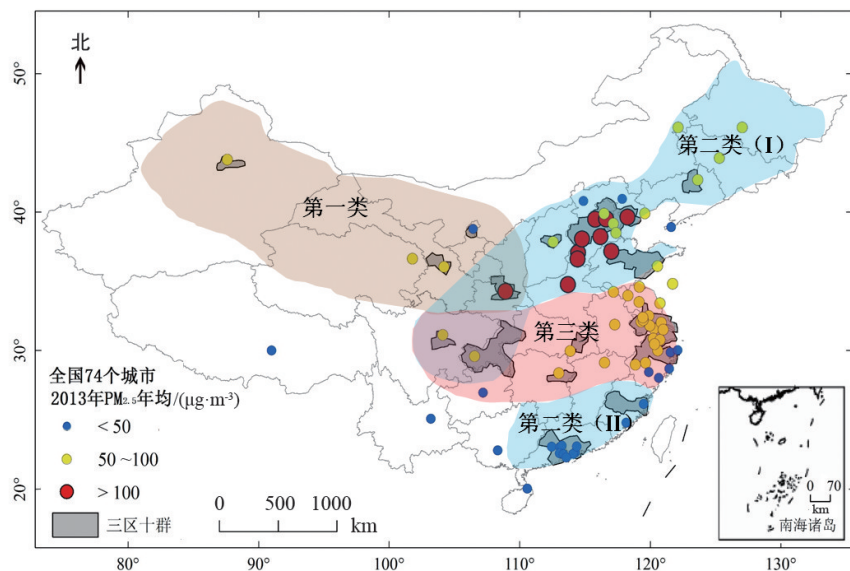 北
50°
40°
30°
20°
第一类
第二类（I）
第三类
第二类（II）
全国74个城市
2013年PM2.5年均/(μg·m-3)
< 50
50 ~100
> 100
三区十群
0 500 1000
km
0 70
km
南海诸岛
80° 90° 100° 110° 120° 130°